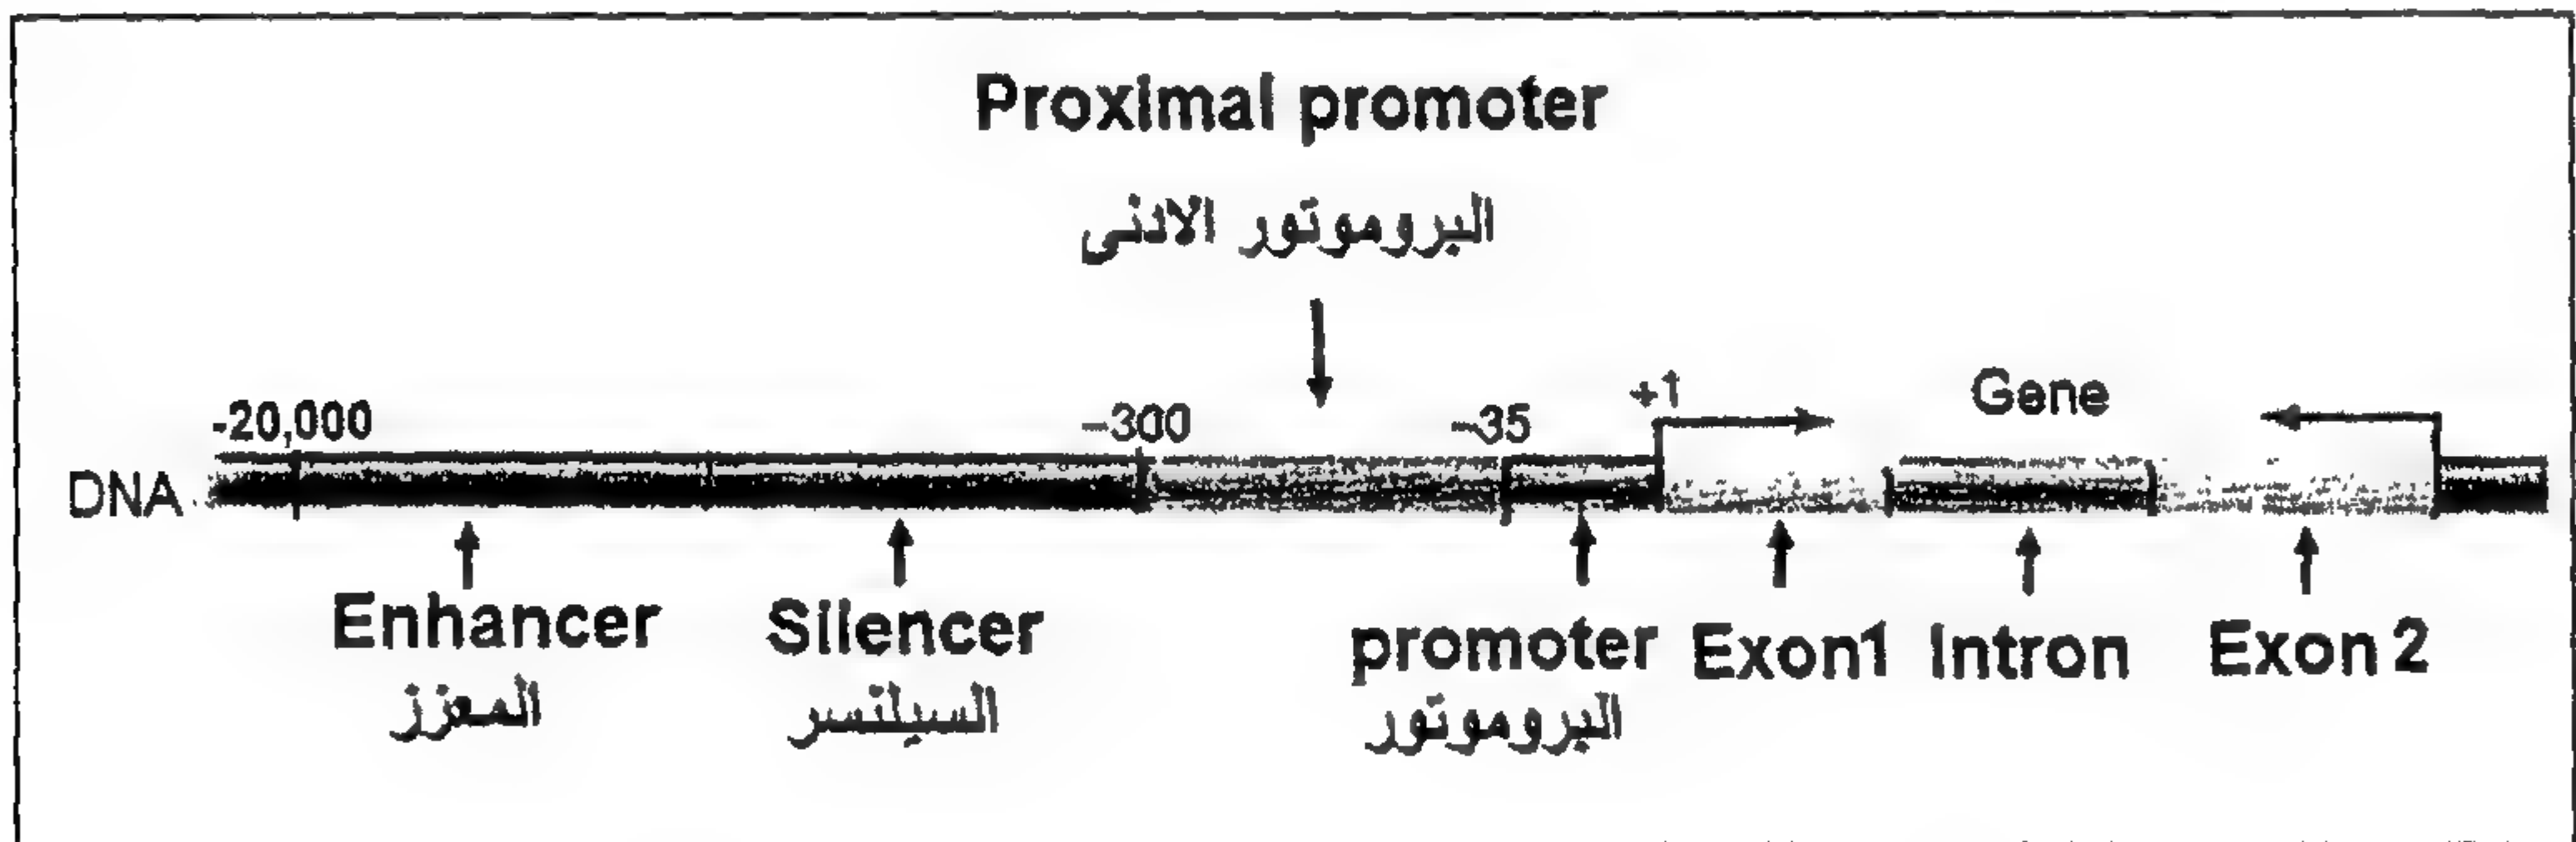 Proximal promoter
البروموتور الادنى
-20,000 –300 –35 +1 Gene
DNA
Enhancer Silencer promoter Exon1 Intron Exon 2
المعزز السيلنسر البروموتور